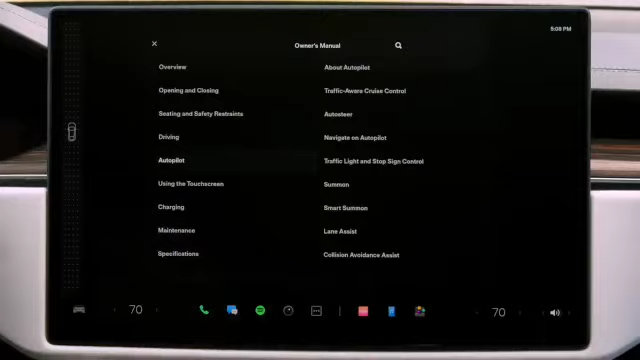 5:08 PM
Owner's Manual
Overview
Opening and Closing
Seating and Safety Restraints
Driving
Autopilot
Using the Touchscreen
Charging
Maintenance
Specifications
About Autopilot
Traffic-Aware Cruise Control
Autosteer
Navigate on Autopilot
Traffic Light and Stop Sign Control
Summon
Smart Summon
Lane Assist
Collision Avoidance Assist
70
70